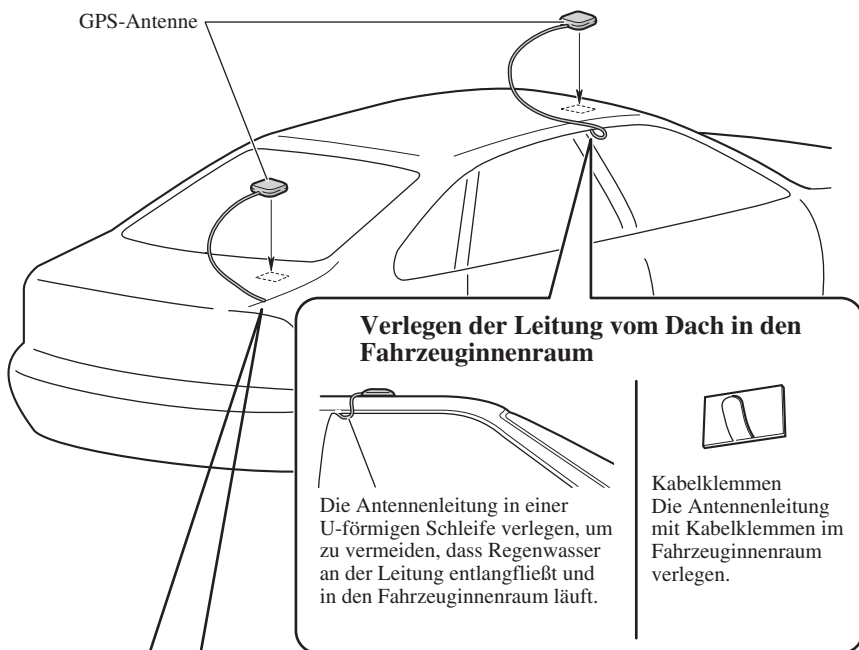 GPS-Antenne
Verlegen der Leitung vom Dach in den
Fahrzeuginnenraum
Die Antennenleitung in einer
U-förmigen Schleife verlegen, um
zu vermeiden, dass Regenwasser
an der Leitung entlangfließt und
in den Fahrzeuginnenraum läuft.
Kabelklemmen
Die Antennenleitung
mit Kabelklemmen im
Fahrzeuginnenraum
verlegen.